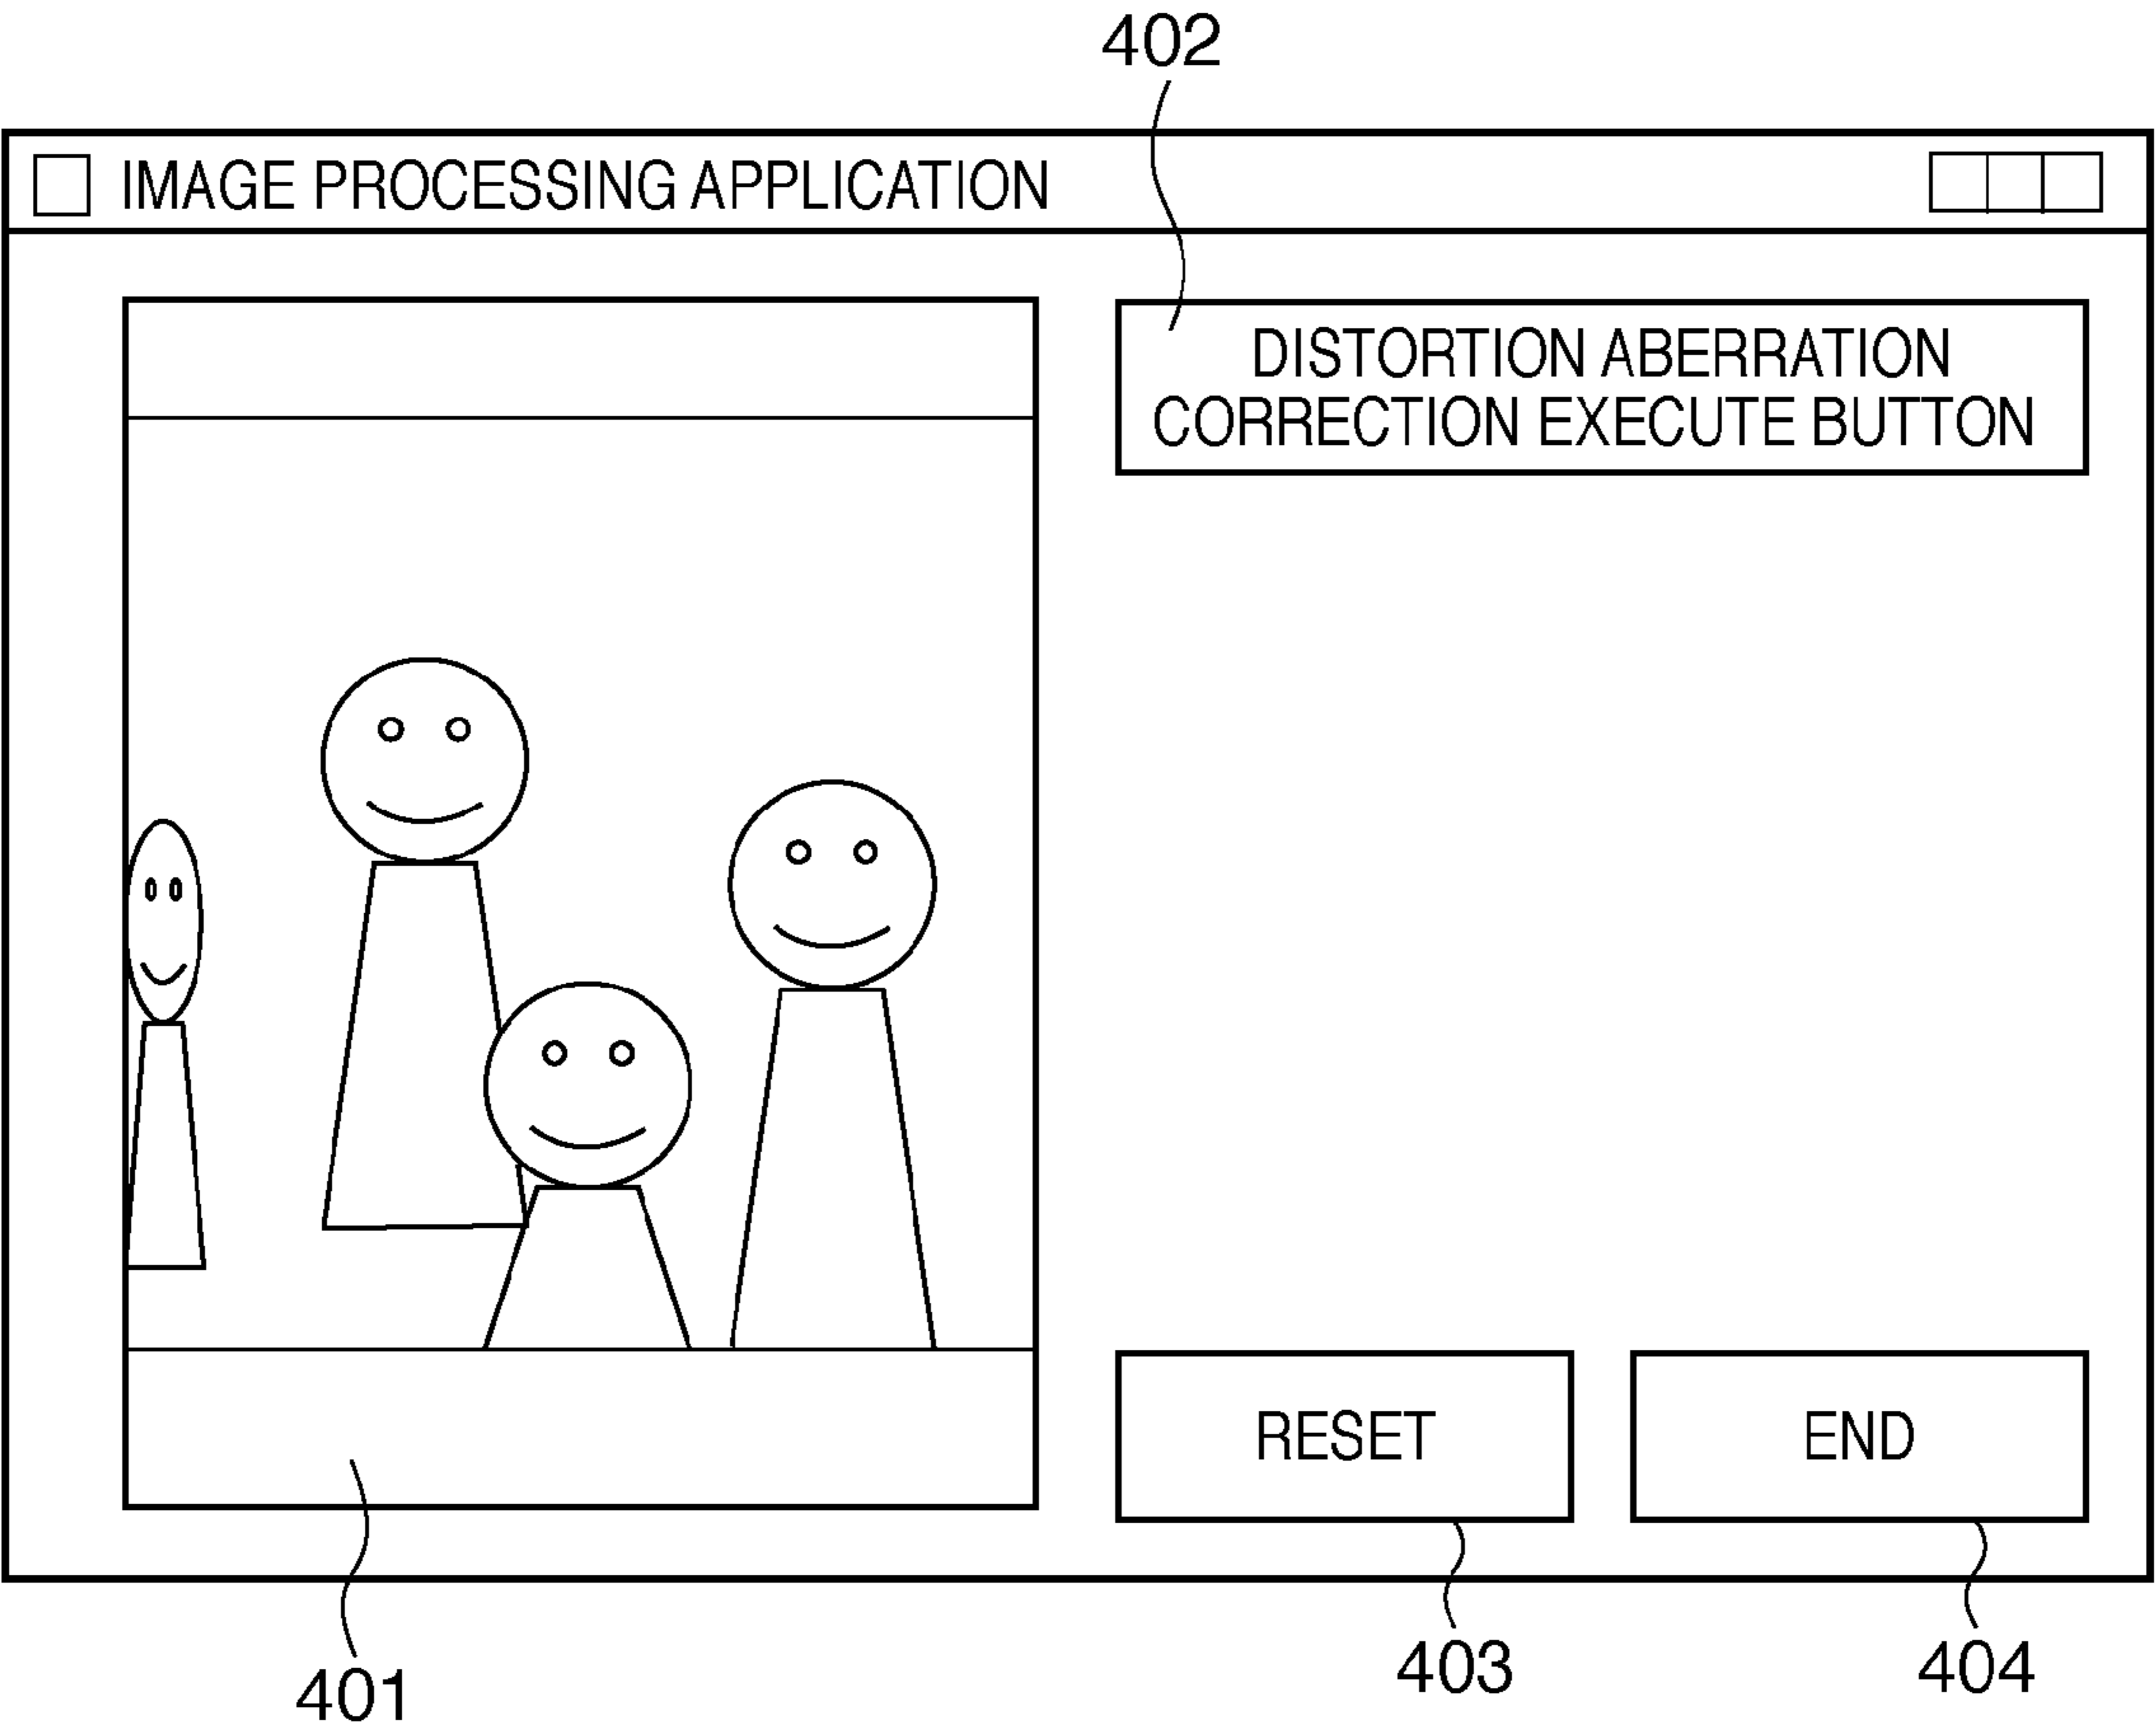 402
IMAGE PROCESSING APPLICATION
DISTORTION ABERRATION
CORRECTION EXECUTE BUTTON
RESET
END
401
403
404